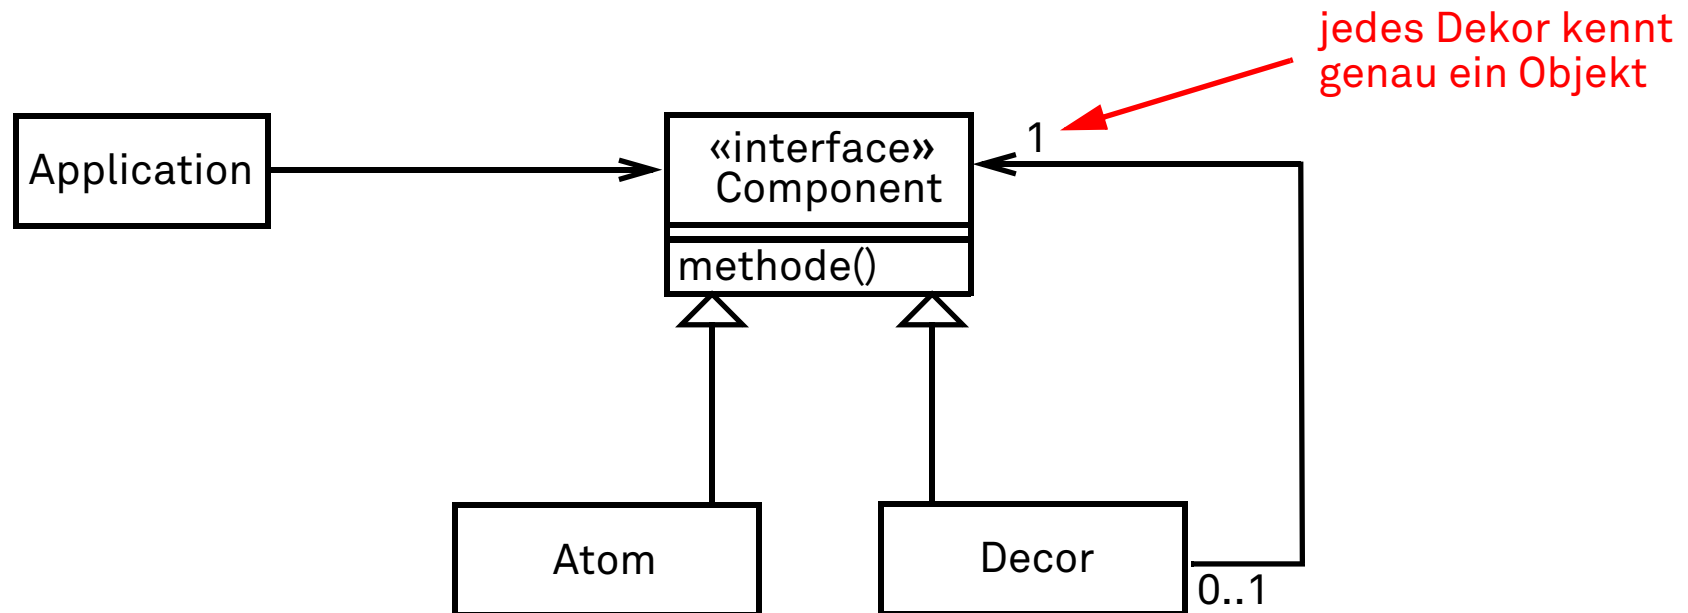 jedes Dekor kennt
genau ein Objekt
1
Application
«interface»
Component
methode()
Atom
Decor
0..1